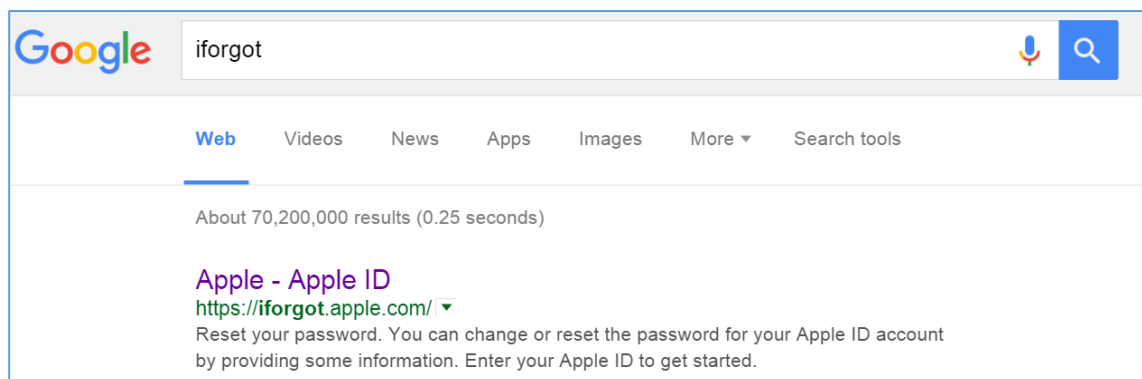 Google iforgot
Web Videos News Apps Images More Search tools
About 70,200,000 results (0.25 seconds)
Apple - Apple ID
https://iforgot.apple.com/
Reset your password. You can change or reset the password for your Apple ID account
by providing some information. Enter your Apple ID to get started.